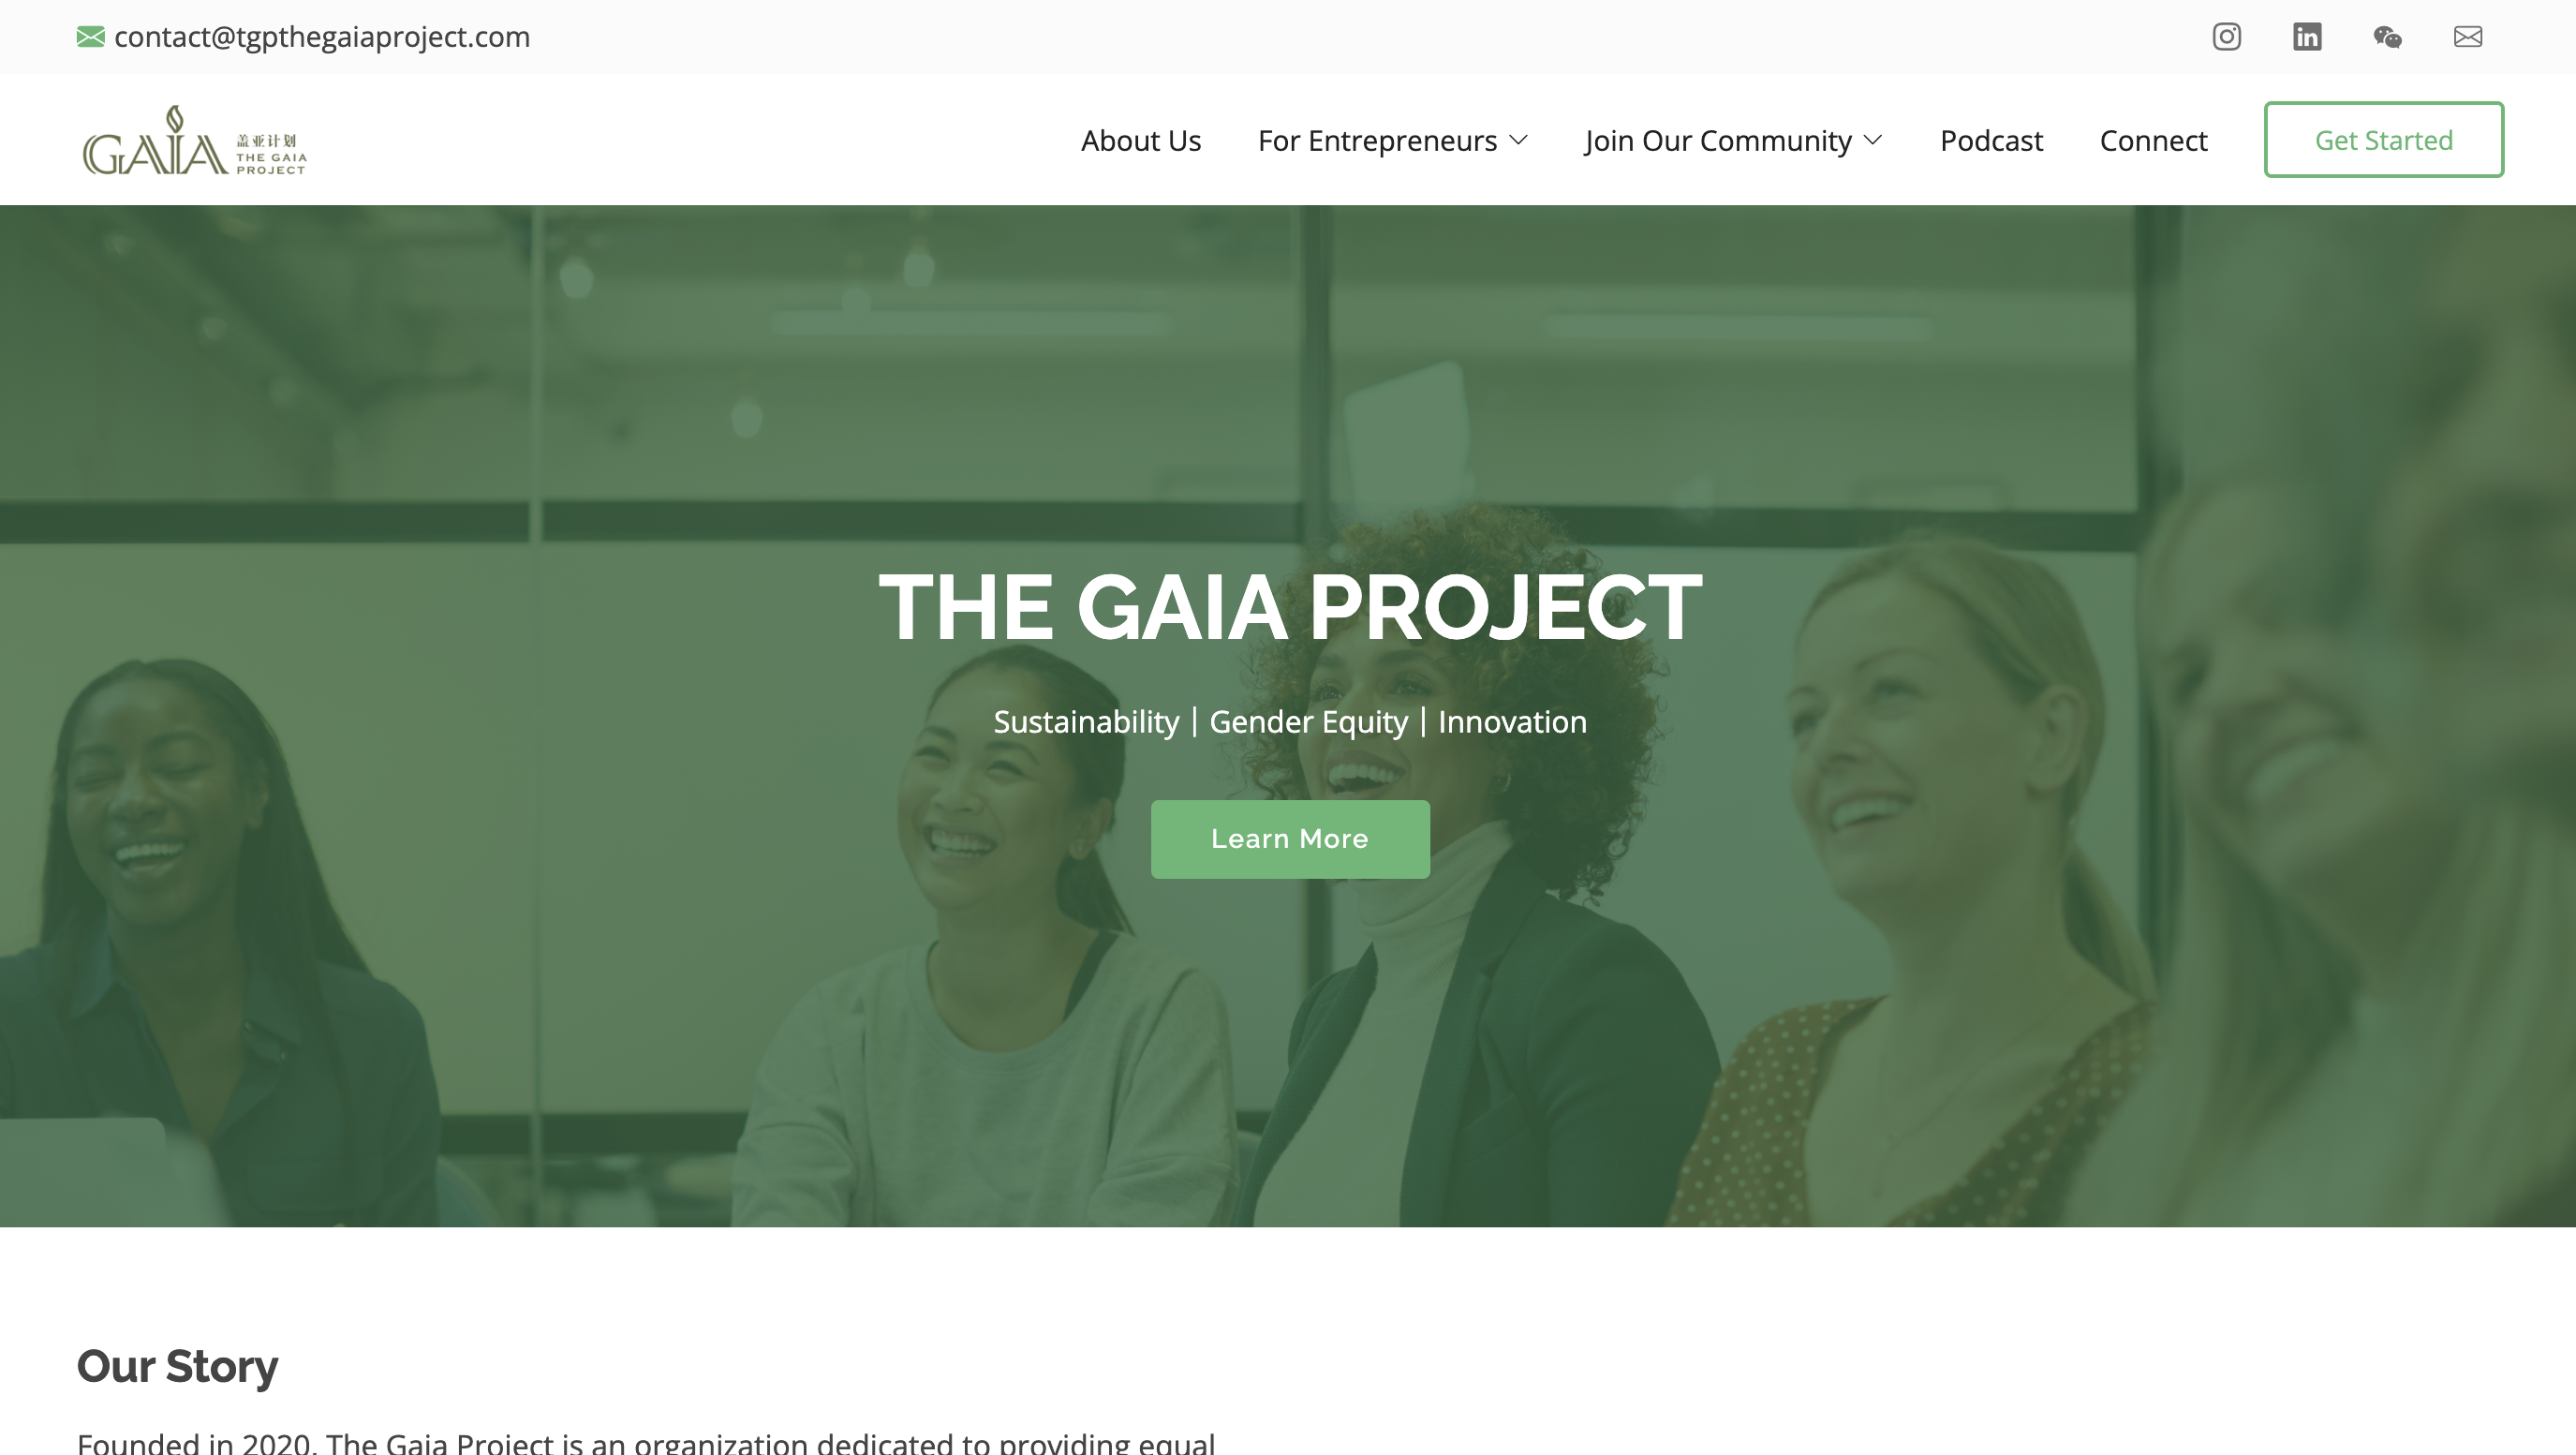 contact@tgpthegaiaproject.com
GAIA
盖亚计划
THE GAIA
PROJECT
About Us
For Entrepreneurs
Join Our Community
Podcast
Connect
Get Started
THE GAIA PROJECT
Sustainability | Gender Equity | Innovation
Learn More
Our Story
Founded in 2020, The Gaia Project is an organization dedicated to providing equal